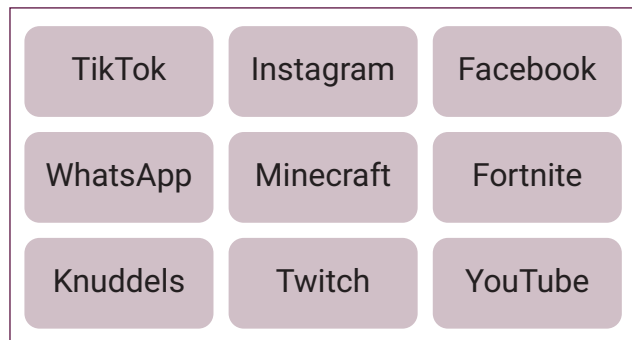 TikTok Instagram Facebook
WhatsApp Minecraft Fortnite
Knuddels Twitch YouTube